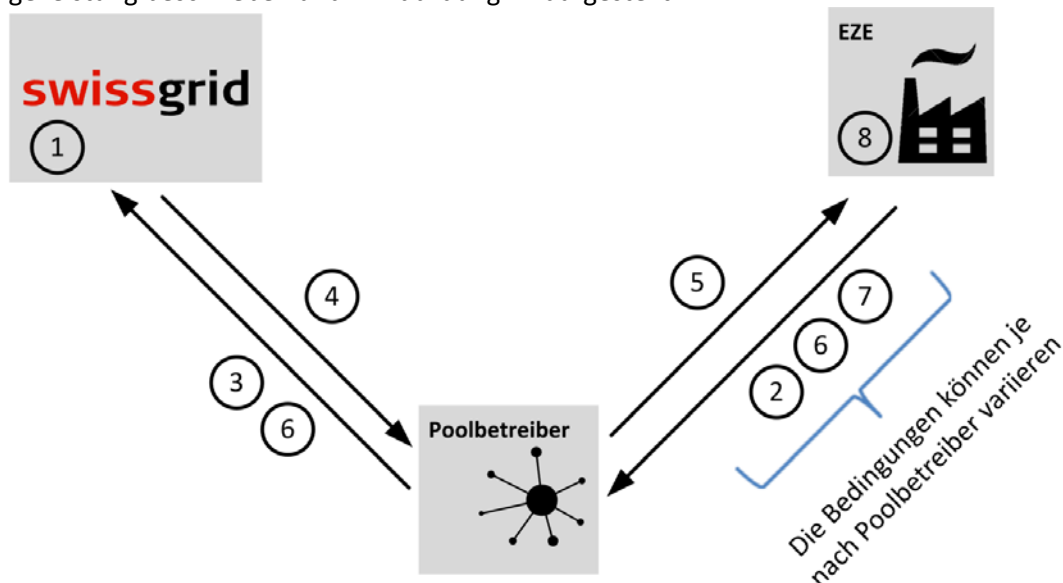 EZE
swissgrid
1
8
4
5
7
3
6
6
2
Poolbetreiber
Die Bedingungen können je
nach Poolbetreiber variieren